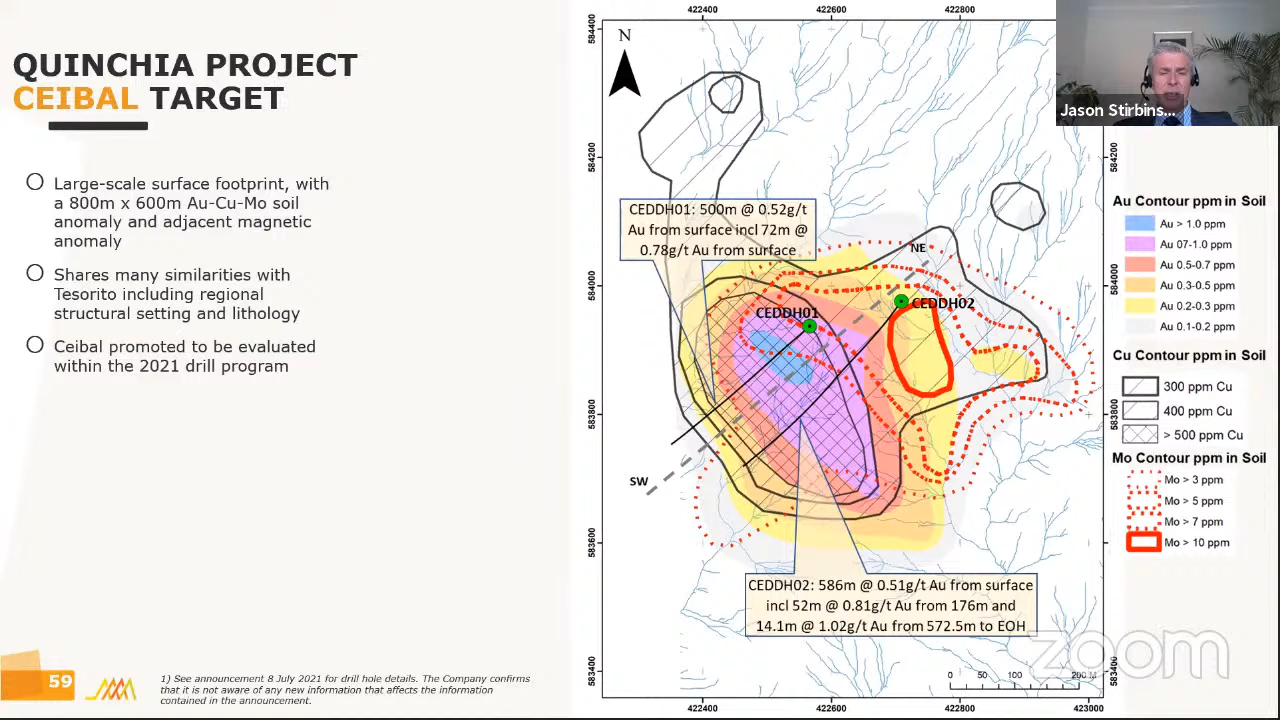 QUINCHIA PROJECT
CEIBAL TARGET
Large-scale surface footprint, with
a 800m x 600m Au-Cu-Mo soil
anomaly and adjacent magnetic
anomaly
Shares many similarities with
Tesorito including regional
structural setting and lithology
Ceibal promoted to be evaluated
within the 2021 drill program
59
1) See announcement 8 July 2021 for drill hole details. The Company confirms
that it is not aware of any new information that affects the information
contained in the announcement.
422400 422600 422800
584400
584200
584000
583800
583600
583400
N
CEDDH01: 500m @ 0.52g/t
Au from surface incl 72m @
0.78g/t Au from surface
NE
CEDDH01
CEDDH02
SW
CEDDH02: 586m @ 0.51g/t Au from surface
incl 52m @ 0.81g/t Au from 176m and
14.1m @ 1.02g/t Au from 572.5m to EOH
0 50 100 200 M
422400 422600 422800 423000
584200
584000
583800
583400
Jason Stirbins...
Au Contour ppm in Soil
Au > 1.0 ppm
Au 07-1.0 ppm
Au 0.5-0.7 ppm
Au 0.3-0.5 ppm
Au 0.2-0.3 ppm
Au 0.1-0.2 ppm
Cu Contour ppm in Soil
300 ppm Cu
400 ppm Cu
> 500 ppm Cu
Mo Contour ppm in Soil
Mo > 3 ppm
Mo > 5 ppm
Mo > 7 ppm
Mo > 10 ppm
zoom